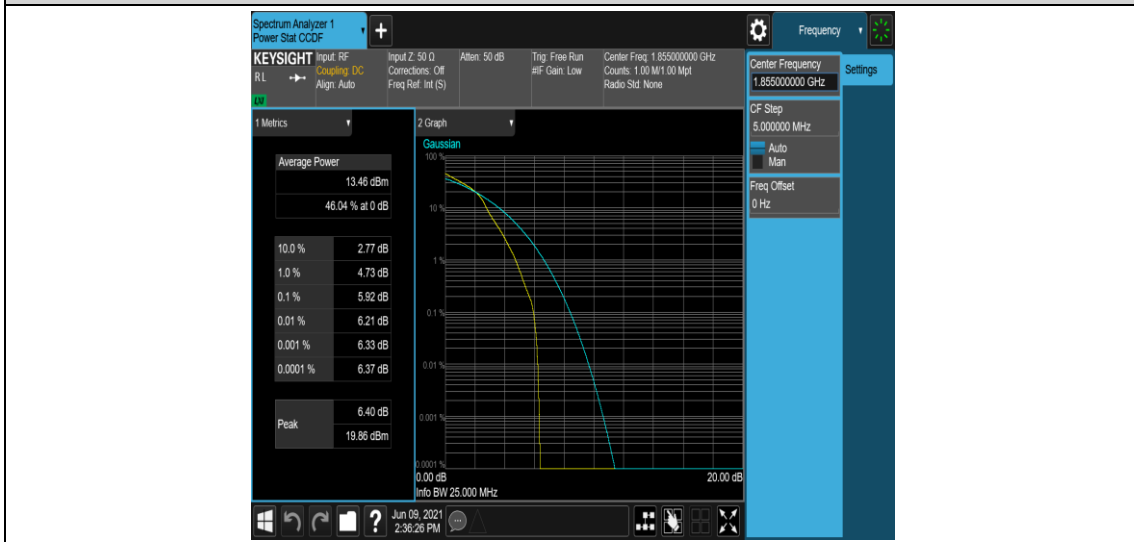 Spectrum Analyzer 1
Power Stat CCDF
+
Frequency
KEYSIGHT
RL
LXI
Input: RF
Coupling: DC
Align: Auto
Input Z: 50 Ω
Corrections: Off
Freq Ref: Int (S)
Atten: 50 dB
Trig: Free Run
#IF Gain: Low
Center Freq: 1.855000000 GHz
Counts: 1.00 M/1.00 Mpt
Radio Std: None
Center Frequency
1.855000000 GHz
Settings
CF Step
5.000000 MHz
Auto
Man
Freq Offset
0 Hz
1 Metrics
Average Power
13.46 dBm
46.04 % at 0 dB
10.0 % 2.77 dB
1.0 % 4.73 dB
0.1 % 5.92 dB
0.01 % 6.21 dB
0.001 % 6.33 dB
0.0001 % 6.37 dB
Peak
6.40 dB
19.86 dBm
2 Graph
Gaussian
100 %
10 %
1 %
0.1 %
0.01 %
0.001 %
0.0001 %
0.00 dB 20.00 dB
Info BW 25.000 MHz
?
Jun 09, 2021
2:36:26 PM